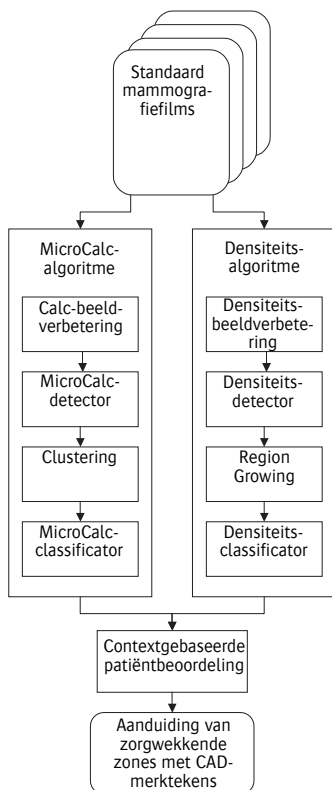 Standaard
mammogra-
fiefilms
MicroCalc-
algoritme
Calc-beeld-
verbetering
MicroCalc-
detector
Clustering
MicroCalc-
classificator
Densiteits-
algoritme
Densiteits-
beeldverbete-
ring
Densiteits-
detector
Region
Growing
Densiteits-
classificator
Contextgebaseerde
patiëntbeoordeling
Aanduiding van
zorgwekkende
zones met CAD-
merktekens